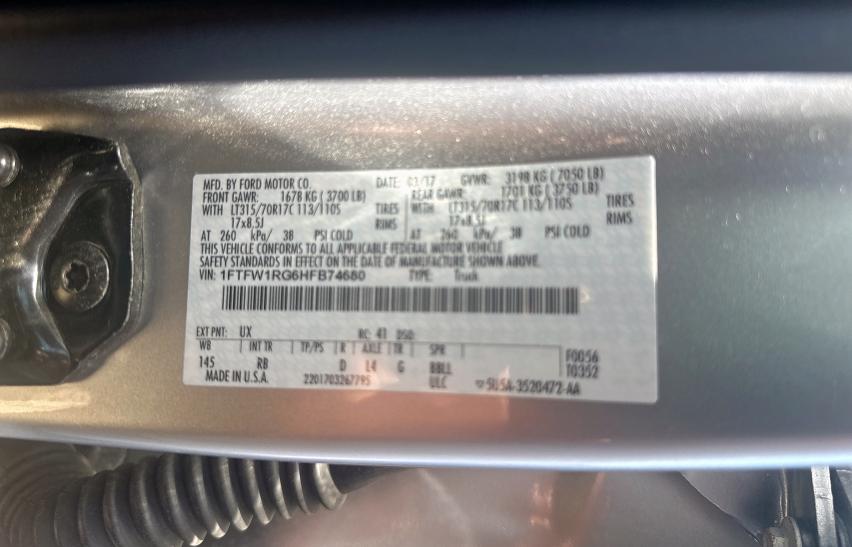 MFD. BY FORD MOTOR CO. DATE: 03/17 GVWR: 3198 KG ( 7050 LB)
FRONT GAWR: 1678 KG ( 3700 LB) REAR GAWR: 1701 KG ( 3750 LB)
WITH LT315/70R17C 113/110S TIRES WITH LT315/70R17C 113/110S TIRES
17x8.5J RIMS 17x8.5J RIMS
AT 260 kPa/ 38 PSI COLD AT 260 kPa/ 38 PSI COLD
THIS VEHICLE CONFORMS TO ALL APPLICABLE FEDERAL MOTOR VEHICLE
SAFETY STANDARDS IN EFFECT ON THE DATE OF MANUFACTURE SHOWN ABOVE.
VIN: 1FTFW1RG6HFB74680 TYPE: Truck
EXT PNT: UX RC: 41 DSO:
WB INT TR TP/PS R AXLE TR SPR F0056
145 RB D L4 G BBLL T0352
MADE IN U.S.A. 2201703267795 ULC 5U5A-3520472-AA